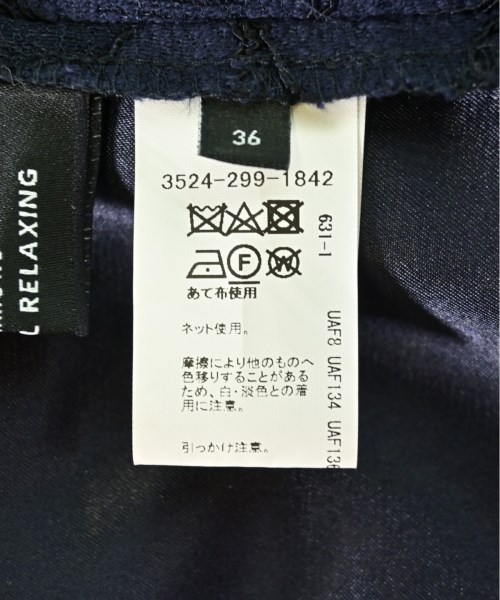 36
3524-299-1842
631-1
F W
あて布使用
ネット使用。
摩擦により他のものへ
色移りすることがある
ため、白・淡色との着
用に注意。
引っかけ注意。
UAF8 UAF134 UAF136
L RELAXING